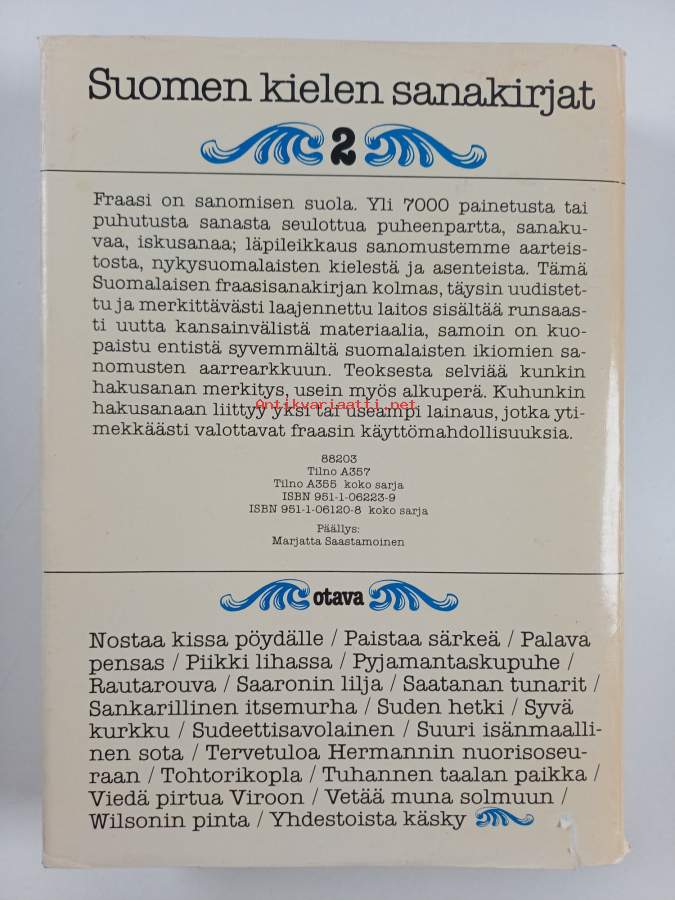 Suomen kielen sanakirjat
2
Fraasi on sanomisen suola. Yli 7000 painetusta tai
puhutusta sanasta seulottua puheenpartta, sanaku-
vaa, iskusanaa; läpileikkaus sanomustemme aarteis-
tosta, nykysuomalaisten kielestä ja asenteista. Tämä
Suomalaisen fraasisanakirjan kolmas, täysin uudistet-
tu ja merkittävästi laajennettu laitos sisältää runsaas-
ti uutta kansainvälistä materiaalia, samoin on kuo-
paistu entistä syvemmältä suomalaisten ikiomien sa-
nomusten aarrearkkuun. Teoksesta selviää kunkin
hakusanan merkitys, usein myös alkuperä. Kuhunkin
Antikvariaatti.net
hakusanaan liittyy yksi tai useampi lainaus, jotka yti-
mekkäästi valottavat fraasin käyttömahdollisuuksia.
88203
Tilno A357
Tilno A355 koko sarja
ISBN 951-1-06223-9
ISBN 951-1-06120-8 koko sarja
Päällys:
Marjatta Saastamoinen
otava
Nostaa kissa pöydälle / Paistaa särkeä / Palava
pensas / Piikki lihassa / Pyjamantaskupuhe /
Rautarouva / Saaronin lilja / Saatanan tunarit /
Sankarillinen itsemurha / Suden hetki / Syvä
kurkku / Sudeettisavolainen / Suuri isänmaalli-
nen sota / Tervetuloa Hermannin nuorisoseu-
raan / Tohtorikopla / Tuhannen taalan paikka /
Viedä pirtua Viroon / Vetää muna solmuun /
Wilsonin pinta / Yhdestoista käsky